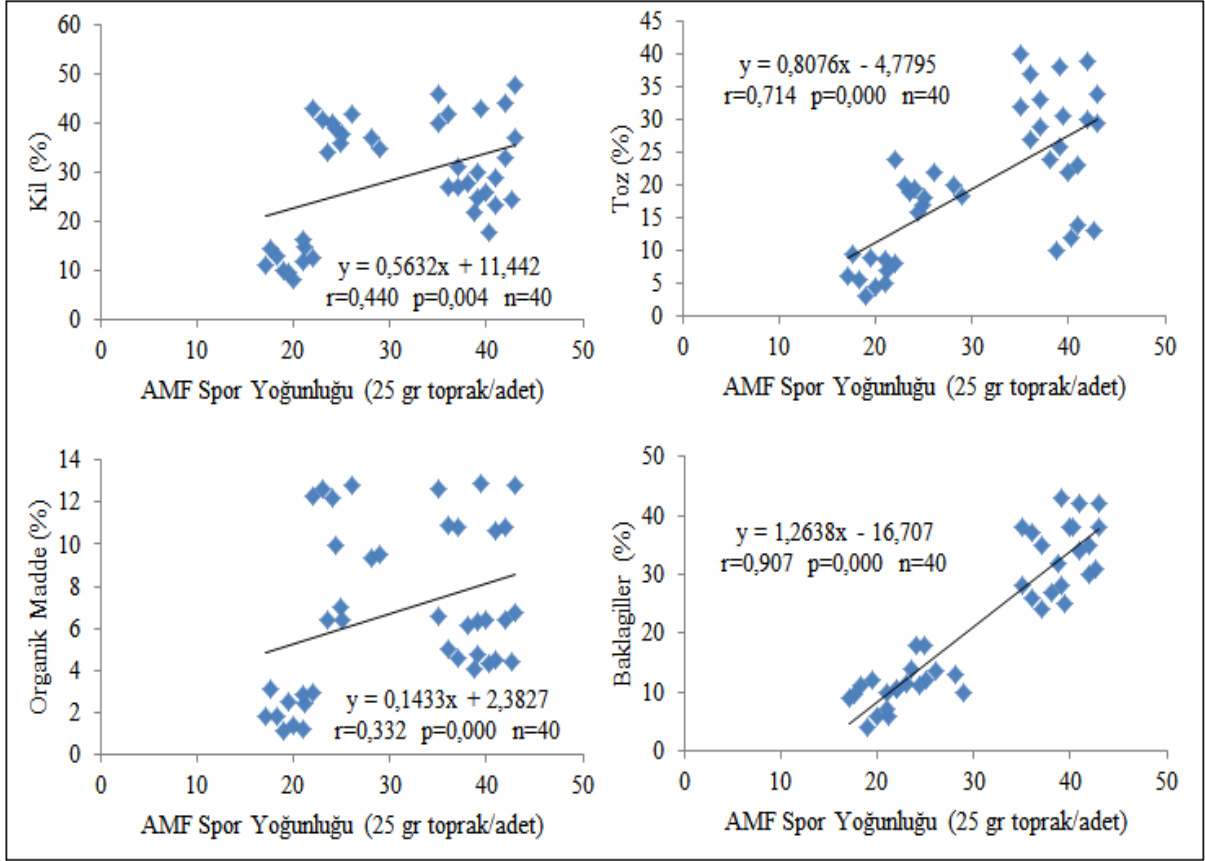 Kil (%)
60
50
40
30
20
10
0
y = 0,5632x + 11,442
r=0,440 p=0,004 n=40
0 10 20 30 40 50
AMF Spor Yoğunluğu (25 gr toprak/adet)
Toz (%)
45
40
35
30
25
20
15
10
5
0
y = 0,8076x - 4,7795
r=0,714 p=0,000 n=40
0 10 20 30 40 50
AMF Spor Yoğunluğu (25 gr toprak/adet)
Organik Madde (%)
14
12
10
8
6
4
2
0
y = 0,1433x + 2,3827
r=0,332 p=0,000 n=40
0 10 20 30 40 50
AMF Spor Yoğunluğu (25 gr toprak/adet)
Baklagiller (%)
50
40
30
20
10
0
y = 1,2638x - 16,707
r=0,907 p=0,000 n=40
0 10 20 30 40 50
AMF Spor Yoğunluğu (25 gr toprak/adet)